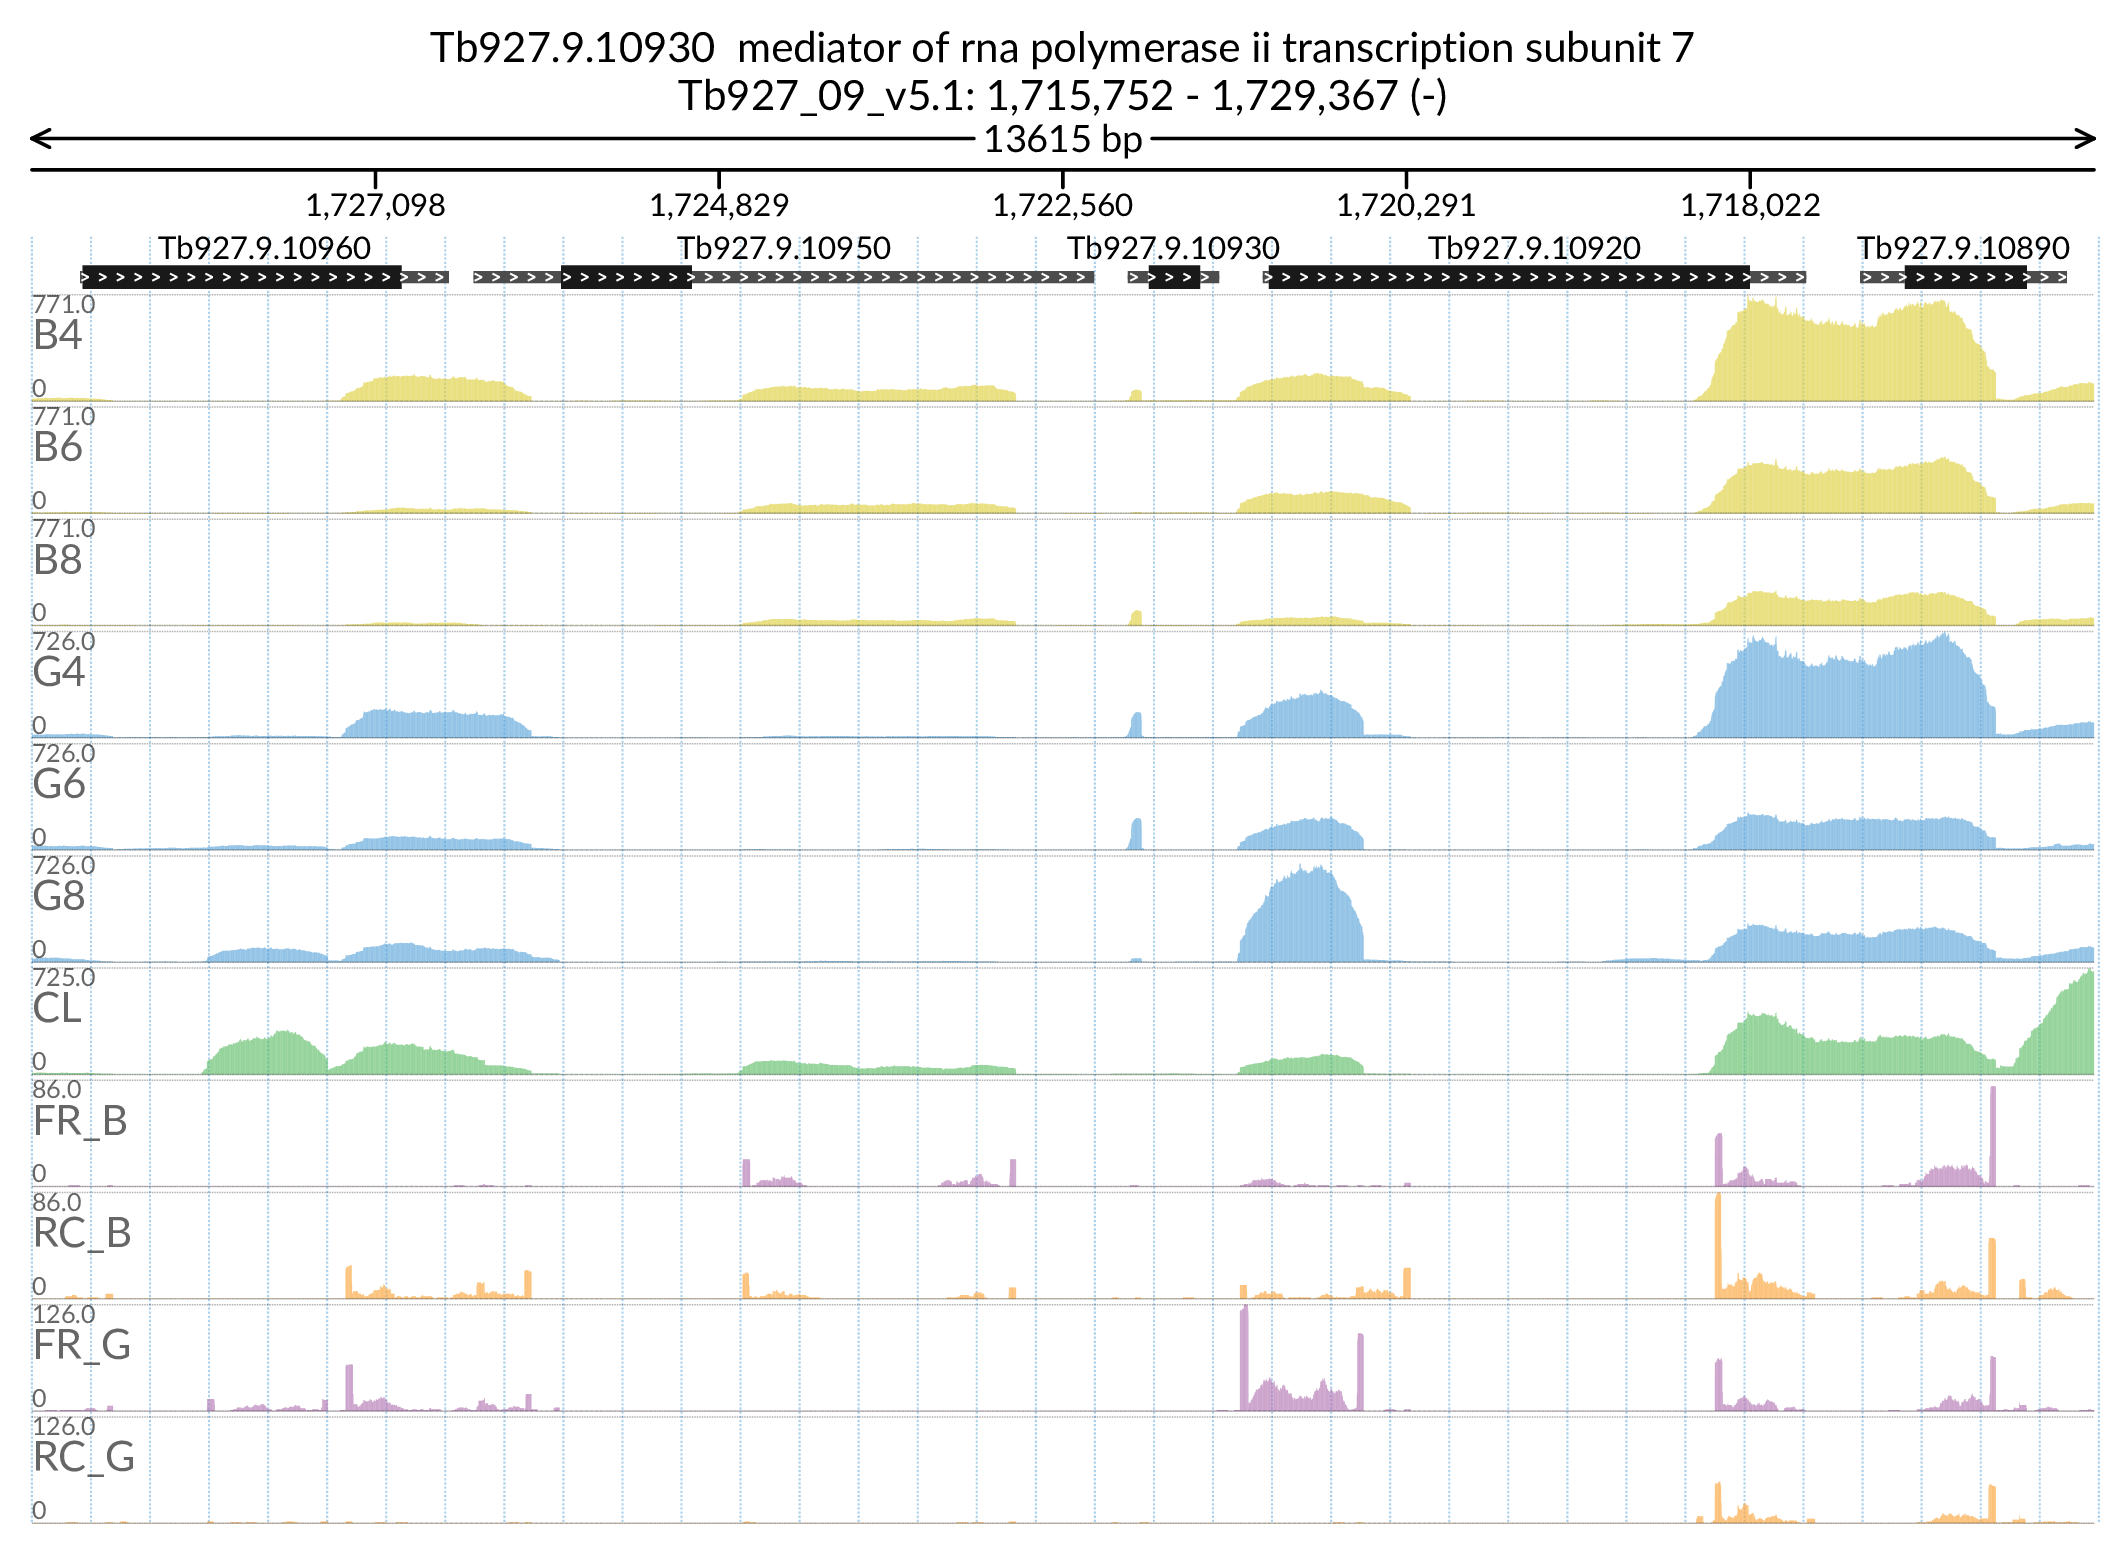 Tb927.9.10930  mediator of rna polymerase ii transcription subunit 7
Tb927_09_v5.1: 1,715,752 - 1,729,367 (-)
13615 bp
1,727,098 1,724,829 1,722,560 1,720,291 1,718,022
Tb927.9.10960 Tb927.9.10950 Tb927.9.10930 Tb927.9.10920 Tb927.9.10890
771.0
B4
0
771.0
B6
0
771.0
B8
0
726.0
G4
0
726.0
G6
0
726.0
G8
0
725.0
CL
0
86.0
FR_B
0
86.0
RC_B
0
126.0
FR_G
0
126.0
RC_G
0